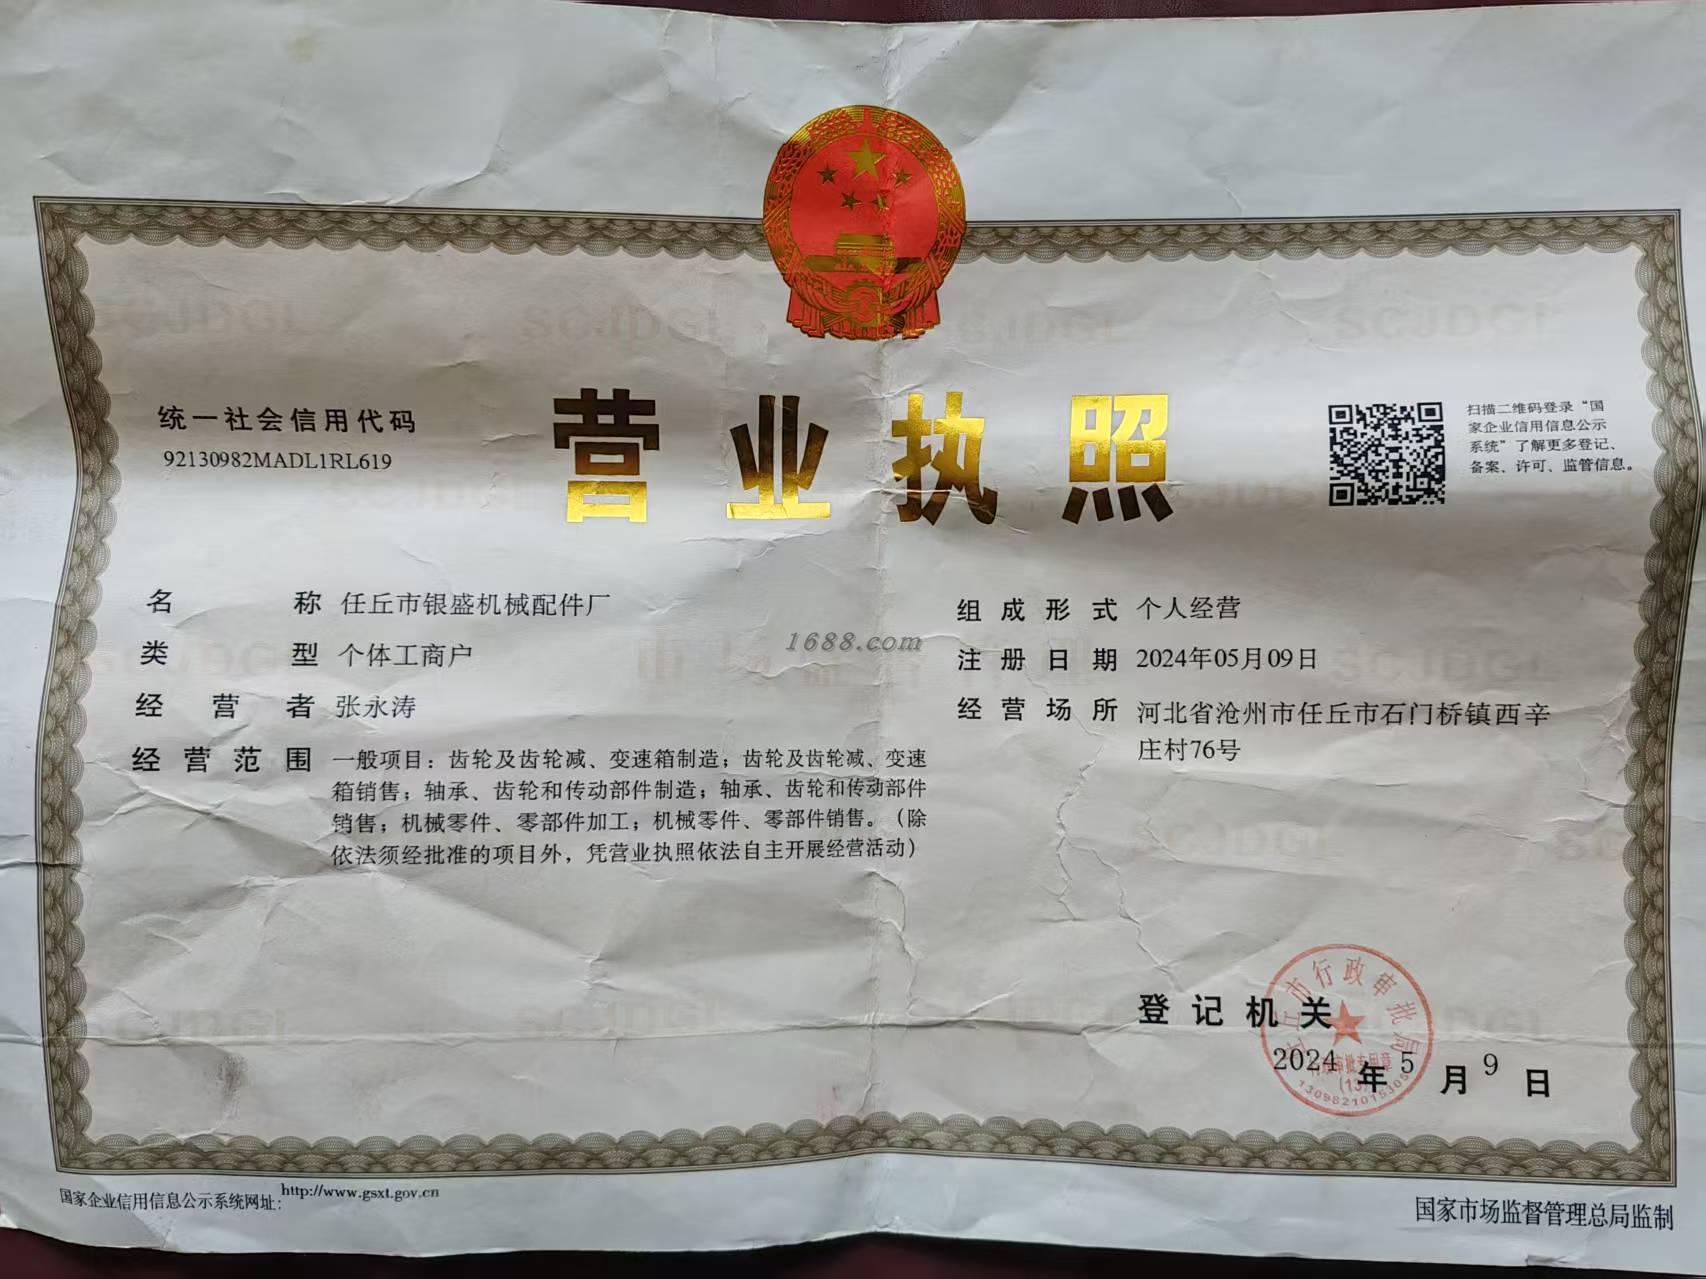 统一社会信用代码
92130982MADL1RL619
营业执照
扫描二维码登录“国
家企业信用信息公示
系统”了解更多登记、
备案、许可、监管信息。
名称 任丘市银盛机械配件厂
类型 个体工商户
经营者 张永涛
经营范围 一般项目：齿轮及齿轮减、变速箱制造；齿轮及齿轮减、变速
箱销售；轴承、齿轮和传动部件制造；轴承、齿轮和传动部件
销售；机械零件、零部件加工；机械零件、零部件销售。（除
依法须经批准的项目外，凭营业执照依法自主开展经营活动）
组成形式 个人经营
注册日期 2024年05月09日
经营场所 河北省沧州市任丘市石门桥镇西辛
庄村76号
1688.com
登记机关
任丘市行政审批局
2024年5月9日
国家企业信用信息公示系统网址：http://www.gsxt.gov.cn
国家市场监督管理总局监制
SCJDGL